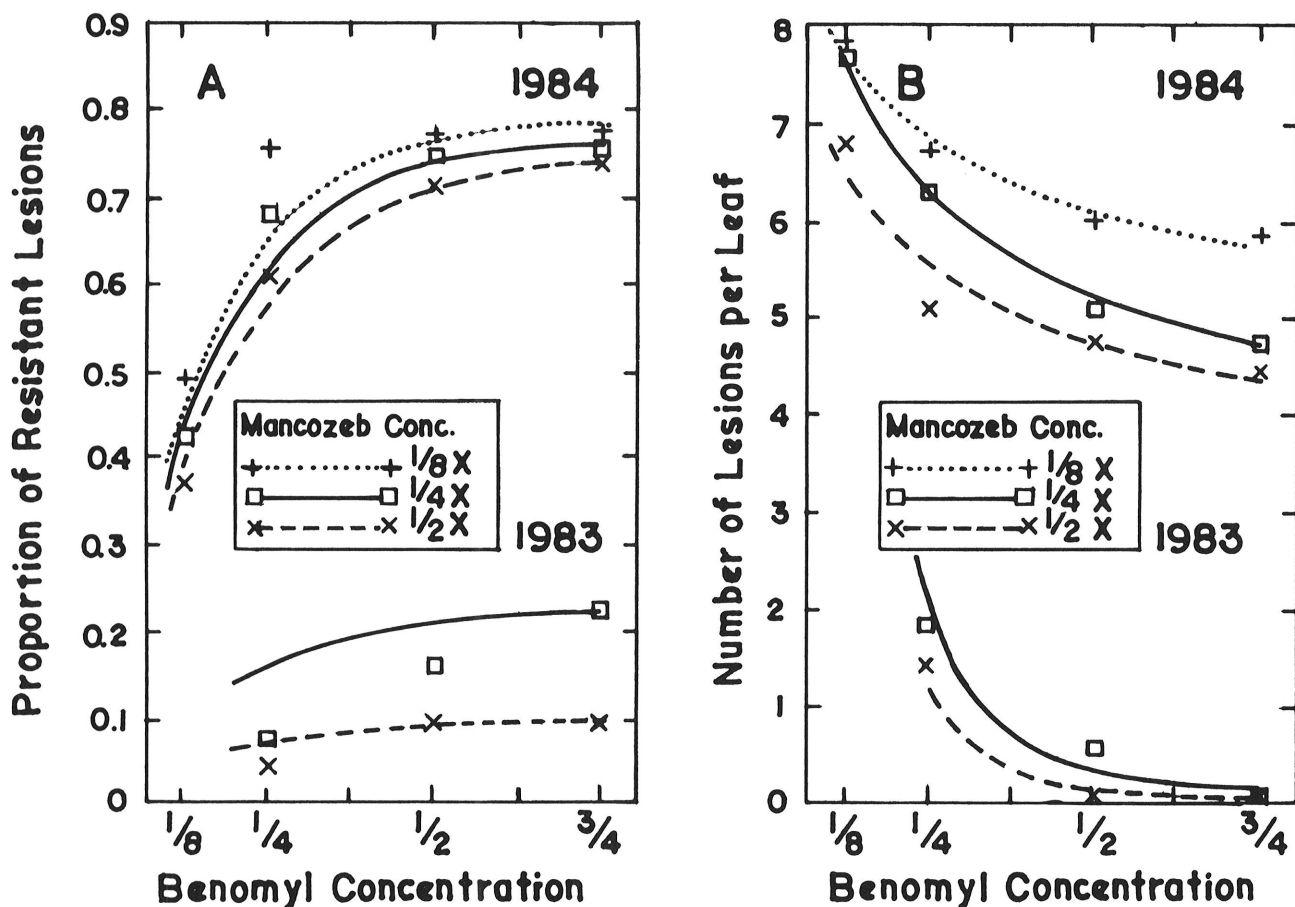 Proportion of Resistant Lesions
0.9
0.8
0.7
0.6
0.5
0.4
0.3
0.2
0.1
0
A
1984
Mancozeb Conc.
1/8 X
1/4 X
1/2 X
1983
1/8
1/4
1/2
3/4
Benomyl Concentration
Number of Lesions per Leaf
8
7
6
5
4
3
2
1
0
B
1984
Mancozeb Conc.
1/8 X
1/4 X
1/2 X
1983
1/8
1/4
1/2
3/4
Benomyl Concentration